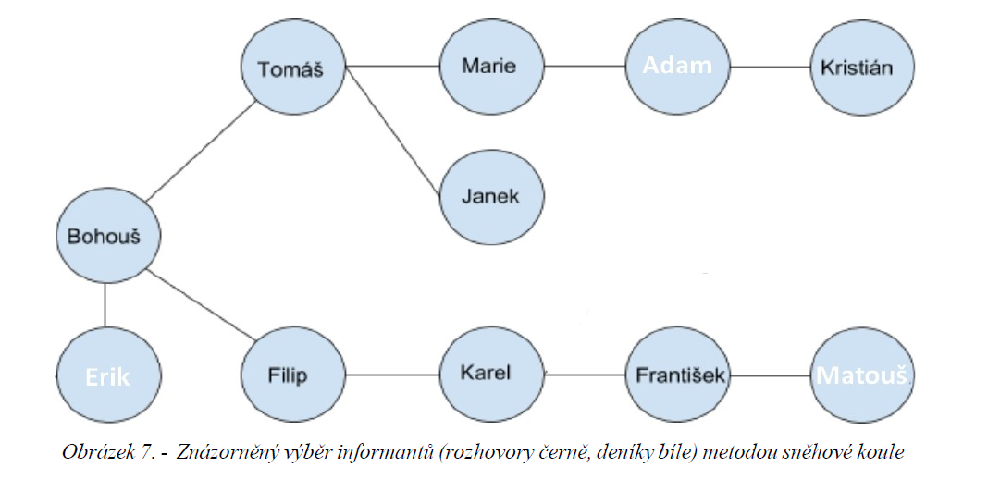 Tomáš
Marie
Adam
Kristián
Janek
Bohouš
Erik
Filip
Karel
František
Matouš
Obrázek 7. - Znázorněný výběr informantů (rozhovory černě, deníky bíle) metodou sněhové koule